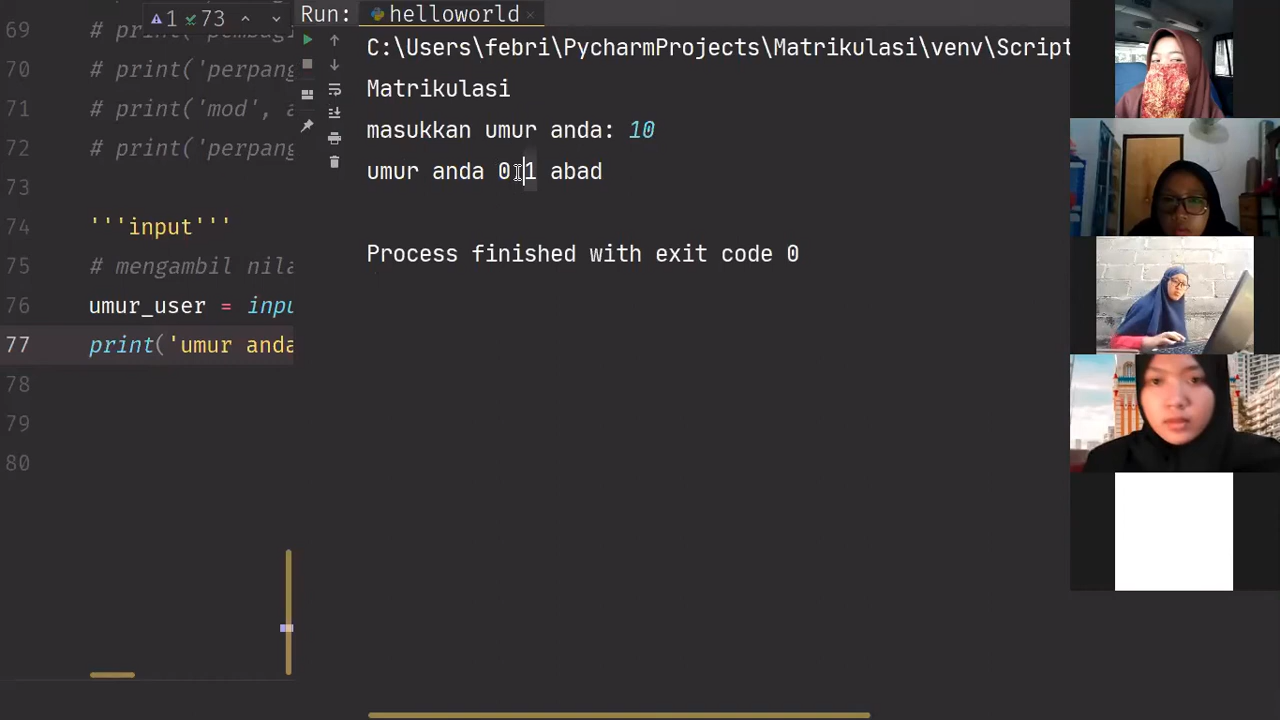 1 73
Run: helloworld
69 # print('pembag
70 # print('perpang
71 # print('mod', a
72 # print('perpang
73
74 '''input'''
75 # mengambil nila
76 umur_user = inpu
77 print('umur anda
78
79
80
C:\Users\febri\PycharmProjects\Matrikulasi\venv\Script
Matrikulasi
masukkan umur anda: 10
umur anda 0.1 abad
Process finished with exit code 0